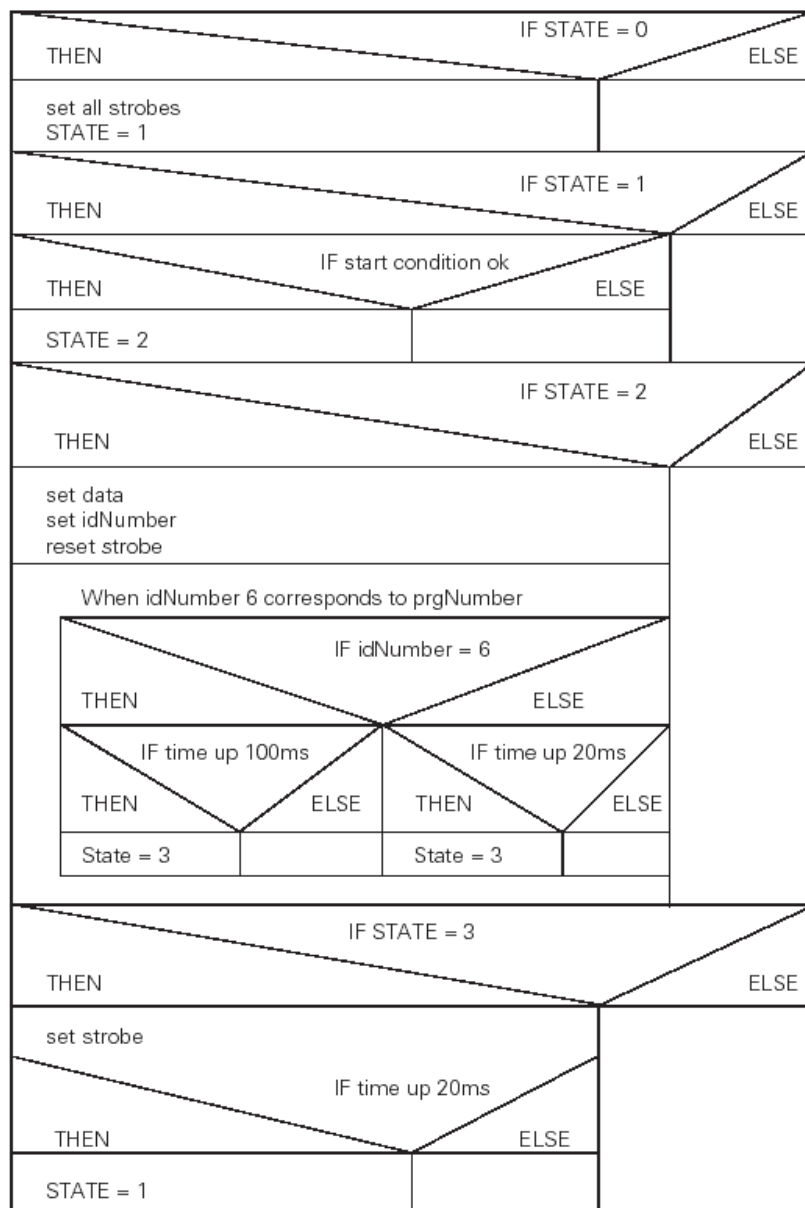 IF STATE = 0
THEN
ELSE
set all strobes
STATE = 1
IF STATE = 1
THEN
ELSE
IF start condition ok
THEN
ELSE
STATE = 2
IF STATE = 2
THEN
ELSE
set data
set idNumber
reset strobe
When idNumber 6 corresponds to prgNumber
IF idNumber = 6
THEN
ELSE
IF time up 100ms
IF time up 20ms
THEN
ELSE
THEN
ELSE
State = 3
State = 3
IF STATE = 3
THEN
ELSE
set strobe
IF time up 20ms
THEN
ELSE
STATE = 1